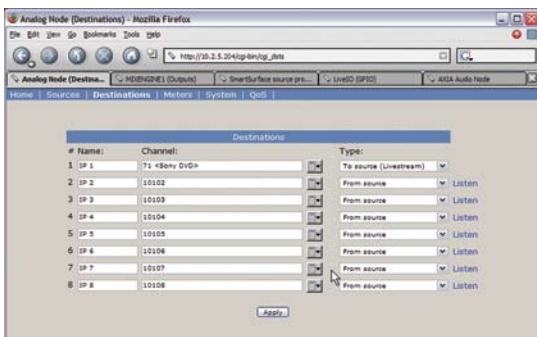 Analog Node (Destinations) - Mozilla Firefox
File Edit View Go Bookmarks Tools Help
http://10.2.5.204/cgi-bin/cgi_dsts
G
Analog Node (Destina... MIXENGINE1 (Outputs) SmartSurface source pro... LiveIO (GPIO) AXIA Audio Node
Home | Sources | Destinations | Meters | System | QoS |
Destinations
# Name: Channel: Type:
1 IP 1 71 <Sony DVD> To source (Livestream)
2 IP 2 10102 From source Listen
3 IP 3 10103 From source Listen
4 IP 4 10104 From source Listen
5 IP 5 10105 From source Listen
6 IP 6 10106 From source Listen
7 IP 7 10107 From source Listen
8 IP 8 10108 From source Listen
Apply